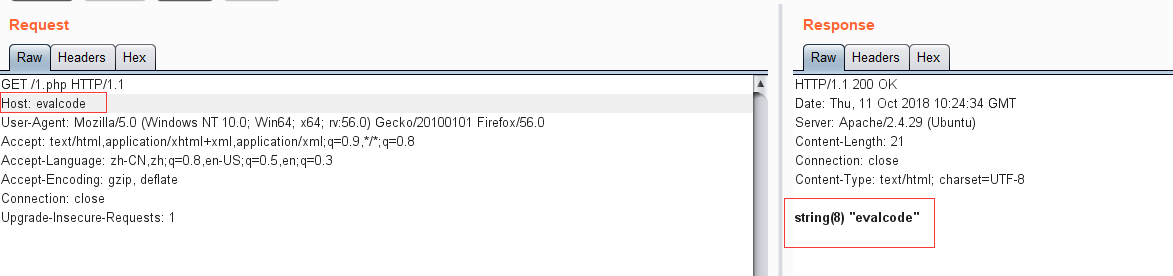 Request
Raw Headers Hex
GET /1.php HTTP/1.1
Host: evalcode
User-Agent: Mozilla/5.0 (Windows NT 10.0; Win64; x64; rv:56.0) Gecko/20100101 Firefox/56.0
Accept: text/html,application/xhtml+xml,application/xml;q=0.9,*/*;q=0.8
Accept-Language: zh-CN,zh;q=0.8,en-US;q=0.5,en;q=0.3
Accept-Encoding: gzip, deflate
Connection: close
Upgrade-Insecure-Requests: 1
Response
Raw Headers Hex
HTTP/1.1 200 OK
Date: Thu, 11 Oct 2018 10:24:34 GMT
Server: Apache/2.4.29 (Ubuntu)
Content-Length: 21
Connection: close
Content-Type: text/html; charset=UTF-8
string(8) "evalcode"